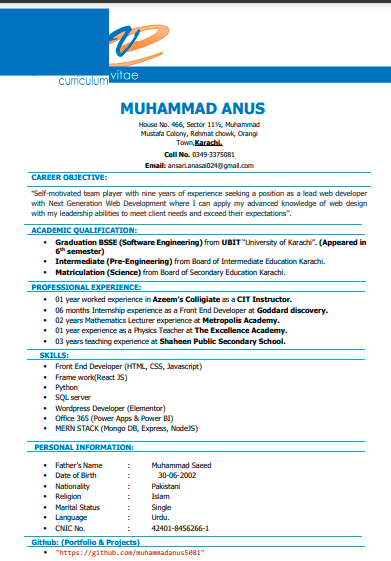 curriculum vitae
MUHAMMAD ANUS
House No. 466, Sector 11½, Muhammad
Mustafa Colony, Rehmat chowk, Orangi
Town,Karachi.
Cell No. 0349-3375081
Email: ansari.anasai024@gmail.com
CAREER OBJECTIVE:
"Self-motivated team player with nine years of experience seeking a position as a lead web developer
with Next Generation Web Development where I can apply my advanced knowledge of web design
with my leadership abilities to meet client needs and exceed their expectations".
ACADEMIC QUALIFICATION:
• Graduation BSSE (Software Engineering) from UBIT "University of Karachi". (Appeared in
6th semester)
• Intermediate (Pre-Engineering) from Board of Intermediate Education Karachi.
• Matriculation (Science) from Board of Secondary Education Karachi.
PROFESSIONAL EXPERIENCE:
• 01 year worked experience in Azeem's Colligiate as a CIT Instructor.
• 06 months Internship experience as a Front End Developer at Goddard discovery.
• 02 years Mathematics Lecturer experience at Metropolis Academy.
• 01 year experience as a Physics Teacher at The Excellence Academy.
• 03 years teaching experience at Shaheen Public Secondary School.
SKILLS:
• Front End Developer (HTML, CSS, Javascript)
• Frame work(React JS)
• Python
• SQL server
• Wordpress Developer (Elementor)
• Office 365 (Power Apps & Power BI)
• MERN STACK (Mongo DB, Express, NodeJS)
PERSONAL INFORMATION:
• Father's Name : Muhammad Saeed
• Date of Birth : 30-06-2002
• Nationality : Pakistani
• Religion : Islam
• Marital Status : Single
• Language : Urdu.
• CNIC No. : 42401-8456266-1
Github: (Portfolio & Projects)
• "https://github.com/muhammadanus5081"